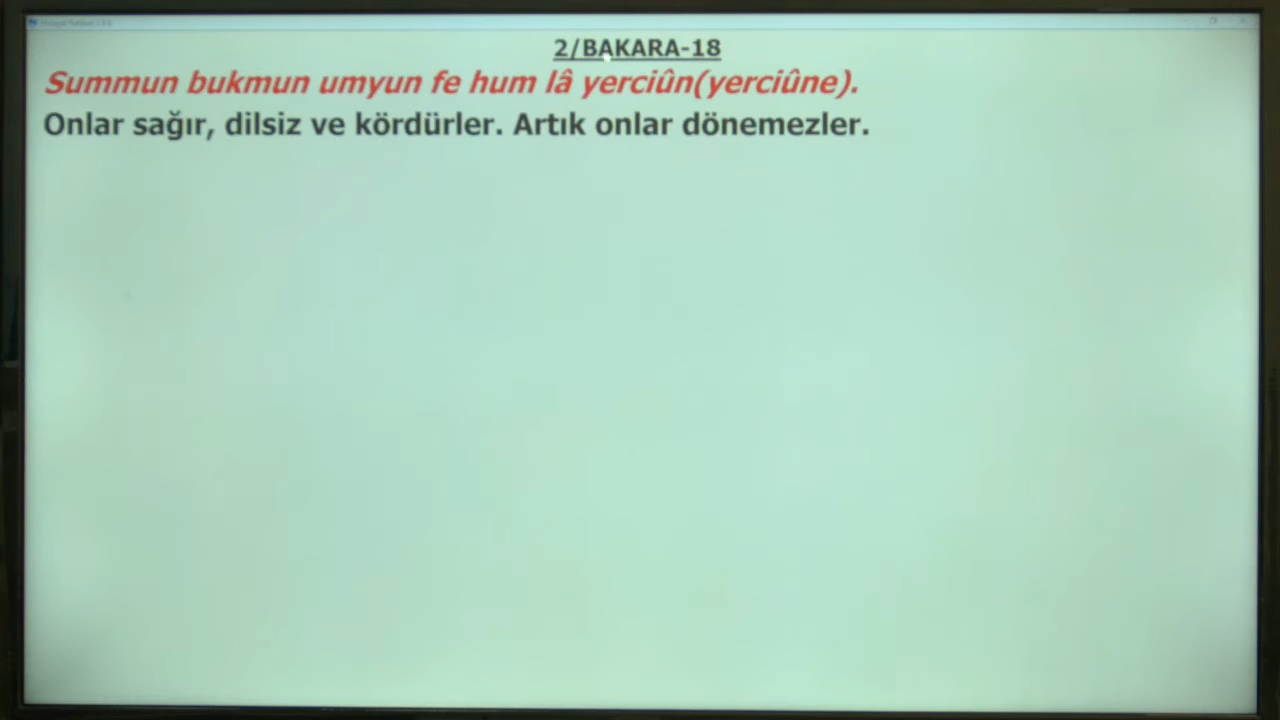 2/BAKARA-18
Summun bukmun umyun fe hum lâ yerciûn(yerciûne).
Onlar sağır, dilsiz ve kördürler. Artık onlar dönemezler.